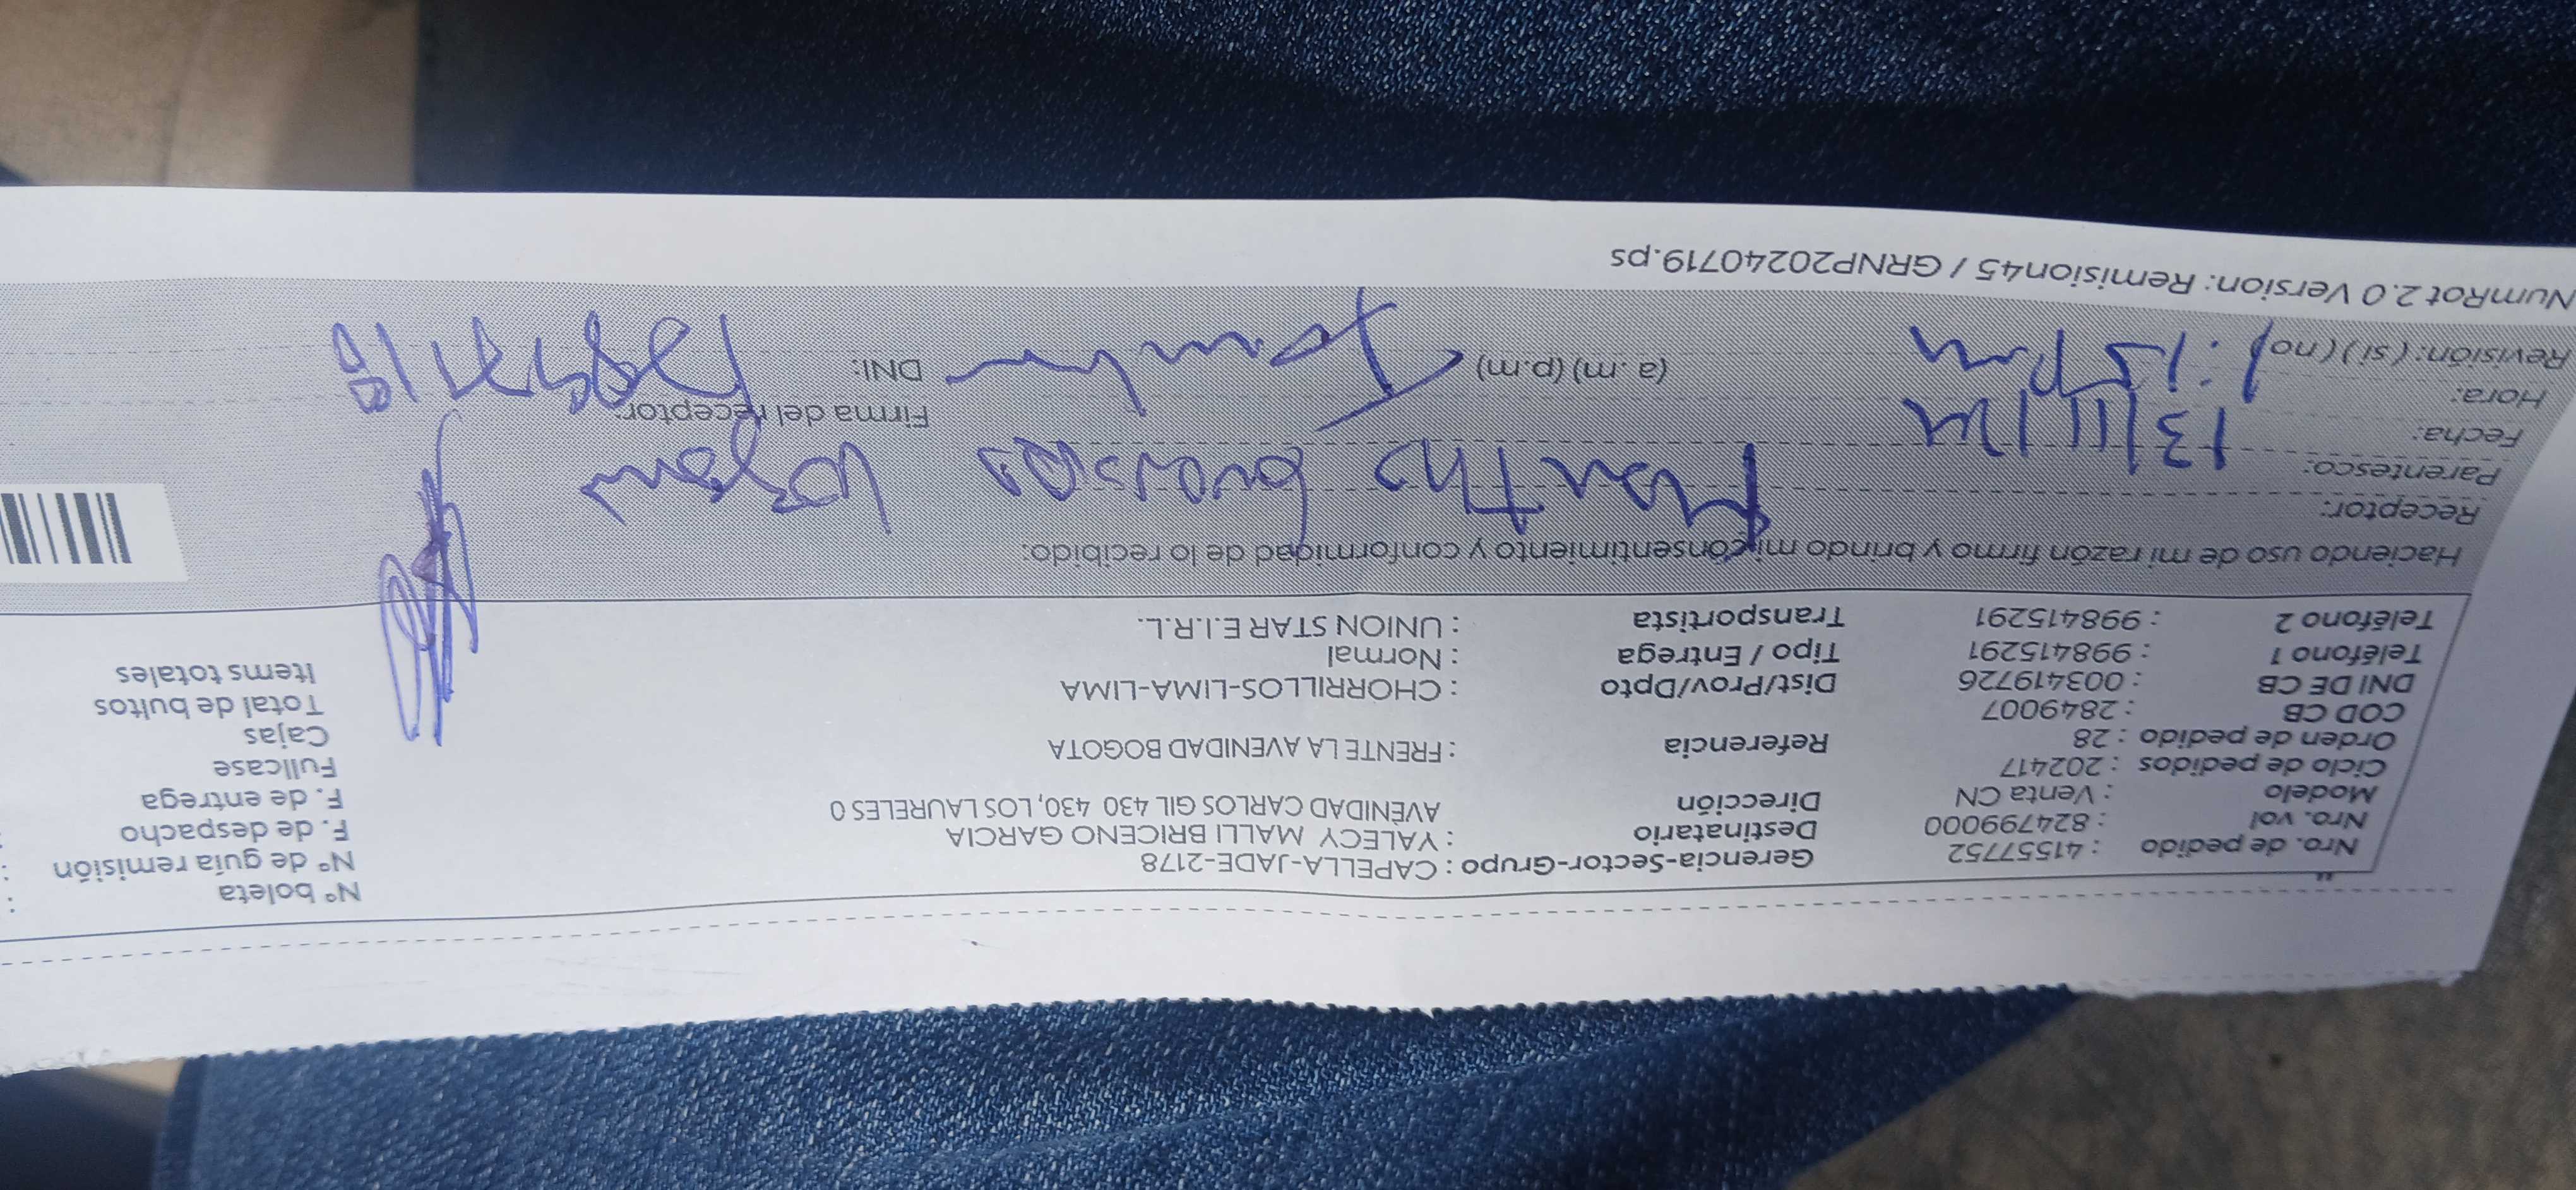 Nro. de pedido : 41557752 Gerencia-Sector-Grupo : CAPELLA-JADE-2178 N° boleta :
Nro. vol : 824799000 Destinatario : YALECY MALLI BRICENO GARCIA N° de guía remisión :
Modelo : Venta CN Dirección AVENIDAD CARLOS GIL 430 430, LOS LAURELES 0 F. de despacho :
Ciclo de pedidos : 202417 F. de entrega
Orden de pedido : 28 Referencia : FRENTE LA AVENIDAD BOGOTA Fullcase
COD CB : 2849007 Cajas
DNI DE CB : 003419726 Dist/Prov/Dpto : CHORRILLOS-LIMA-LIMA Total de bultos
Teléfono 1 : 998415291 Tipo / Entrega : Normal Items totales
Teléfono 2 : 998415291 Transportista : UNION STAR E.I.R.L.
Haciendo uso de mi razón firmo y brindo mi consentimiento y conformidad de lo recibido:
Receptor: Martha
Parentesco:
Fecha: 13/11/24 Firma del receptor:
Hora: 1:15 pm (a.m) (p.m) DNI:
Revisión: (si) (no)
NumRot 2.0 Version: Remision45 / GRNP20240719.ps